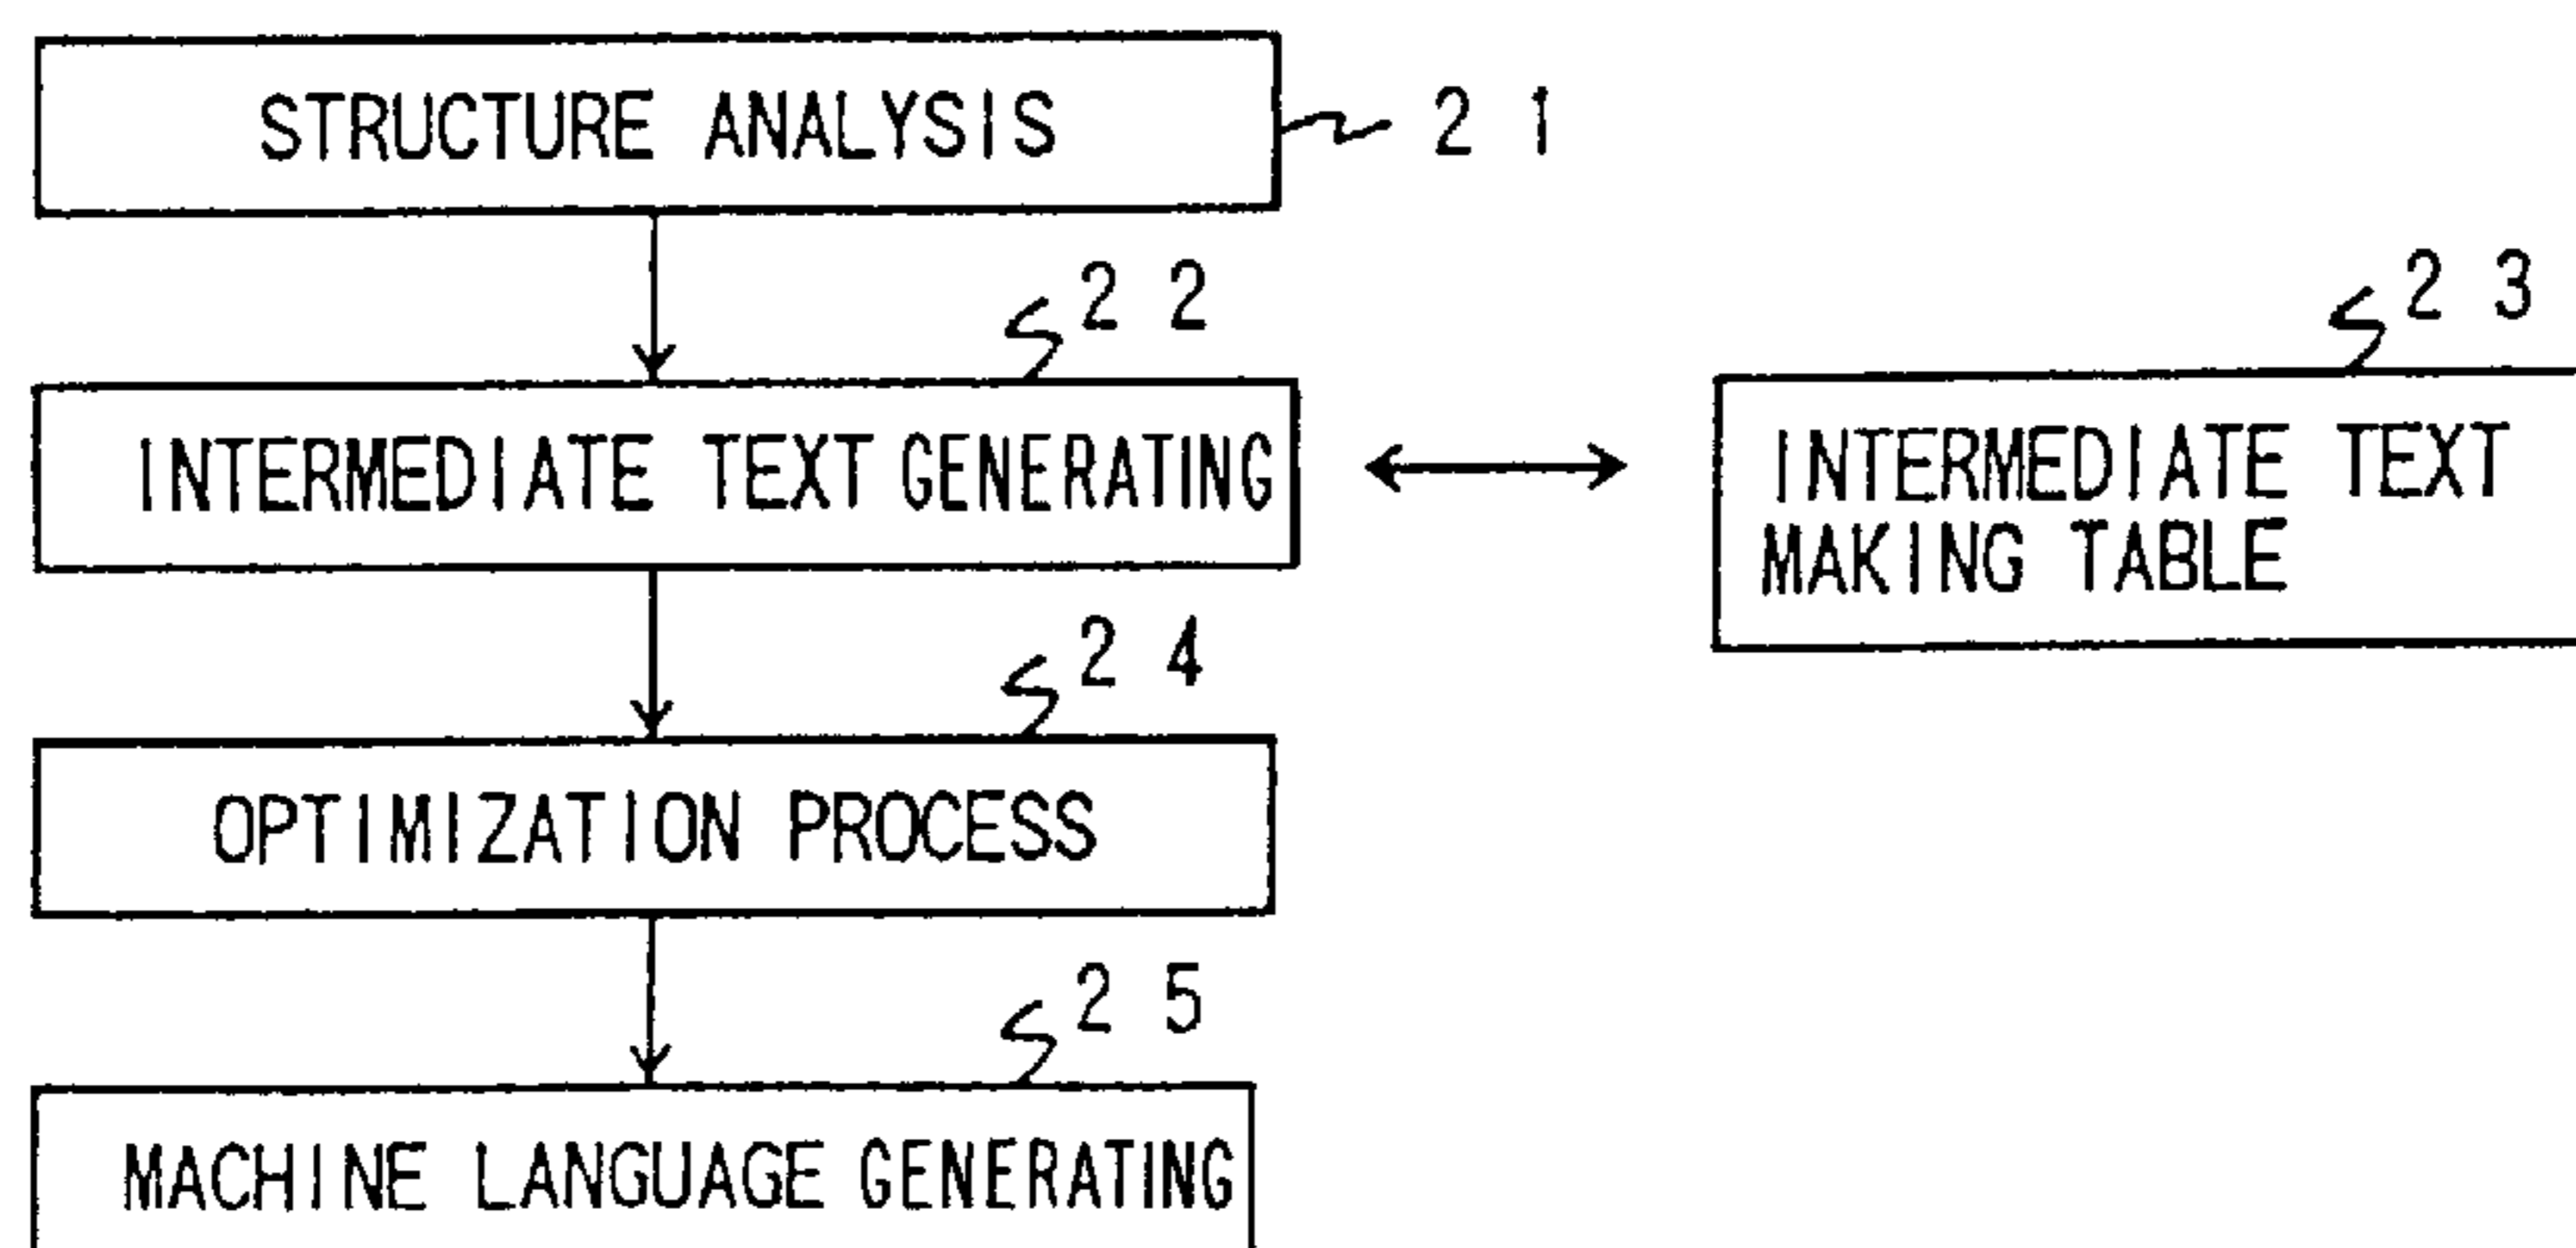 STRUCTURE ANALYSIS
21
22
23
INTERMEDIATE TEXT GENERATING
INTERMEDIATE TEXT
MAKING TABLE
24
OPTIMIZATION PROCESS
25
MACHINE LANGUAGE GENERATING